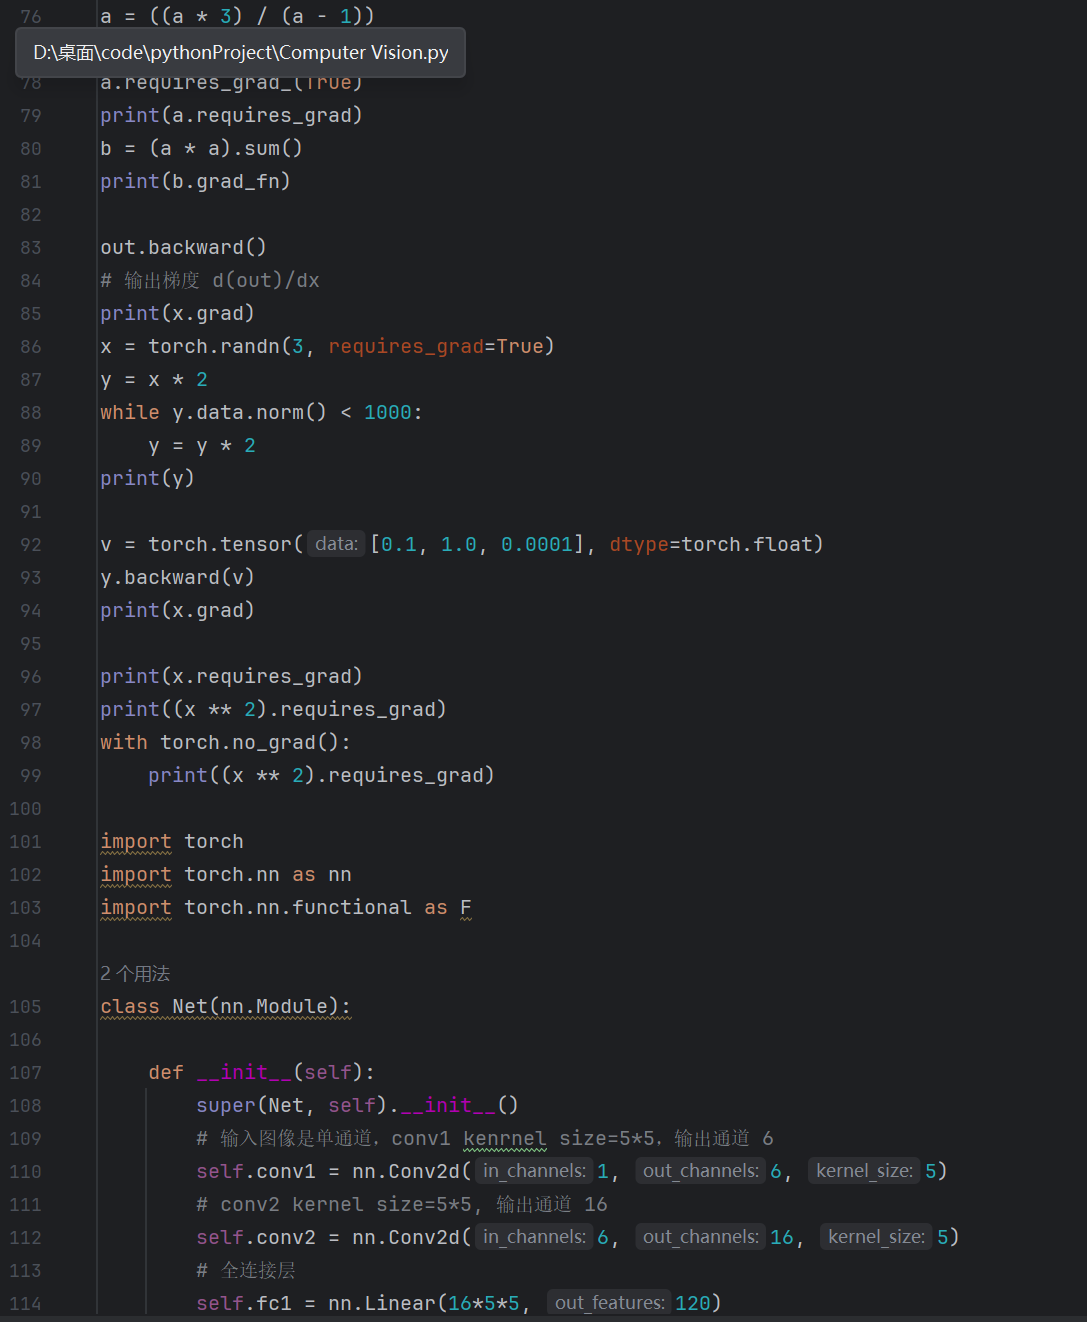 76 a = ((a * 3) / (a - 1))
D:\桌面\code\pythonProject\Computer Vision.py
78 a.requires_grad_(True)
79 print(a.requires_grad)
80 b = (a * a).sum()
81 print(b.grad_fn)
82
83 out.backward()
84 # 输出梯度 d(out)/dx
85 print(x.grad)
86 x = torch.randn(3, requires_grad=True)
87 y = x * 2
88 while y.data.norm() < 1000:
89 y = y * 2
90 print(y)
91
92 v = torch.tensor( data: [0.1, 1.0, 0.0001], dtype=torch.float)
93 y.backward(v)
94 print(x.grad)
95
96 print(x.requires_grad)
97 print((x ** 2).requires_grad)
98 with torch.no_grad():
99 print((x ** 2).requires_grad)
100
101 import torch
102 import torch.nn as nn
103 import torch.nn.functional as F
104
2 个用法
105 class Net(nn.Module):
106
107 def __init__(self):
108 super(Net, self).__init__()
109 # 输入图像是单通道，conv1 kenrnel size=5*5，输出通道 6
110 self.conv1 = nn.Conv2d( in_channels: 1, out_channels: 6, kernel_size: 5)
111 # conv2 kernel size=5*5, 输出通道 16
112 self.conv2 = nn.Conv2d( in_channels: 6, out_channels: 16, kernel_size: 5)
113 # 全连接层
114 self.fc1 = nn.Linear(16*5*5, out_features: 120)